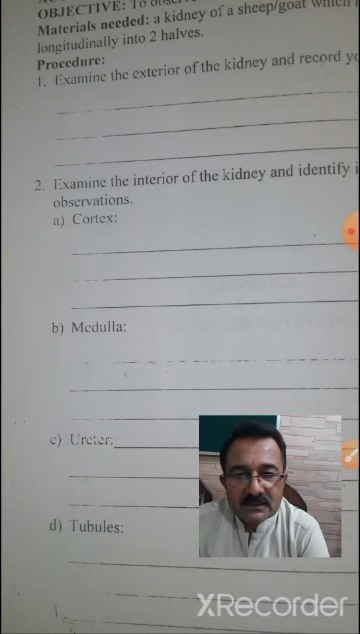 OBJECTIVE: To
Materials needed: a kidney of a sheep/goat which
longitudinally into 2 halves.
Procedure:
1. Examine the exterior of the kidney and record
2. Examine the interior of the kidney and identify
observations.
a) Cortex:
b) Medulla:
c) Ureter:
d) Tubules:
XRecorder